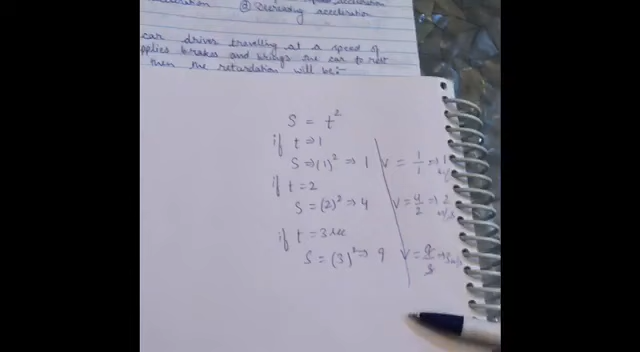 acceleration
④ Decreasing acceleration
car driver travelling at a speed of
applies brakes and brings the car to rest
then the retardation will be:-
S = t²
if t ⇒ 1
S ⇒ (1)² ⇒ 1 V = 1/1 ⇒ 1
if t = 2
S = (2)² ⇒ 4 V = 4/2 ⇒ 2 m/s
if t = 3 sec
S = (3)² ⇒ 9 V = 9/3 ⇒ 3 m/s